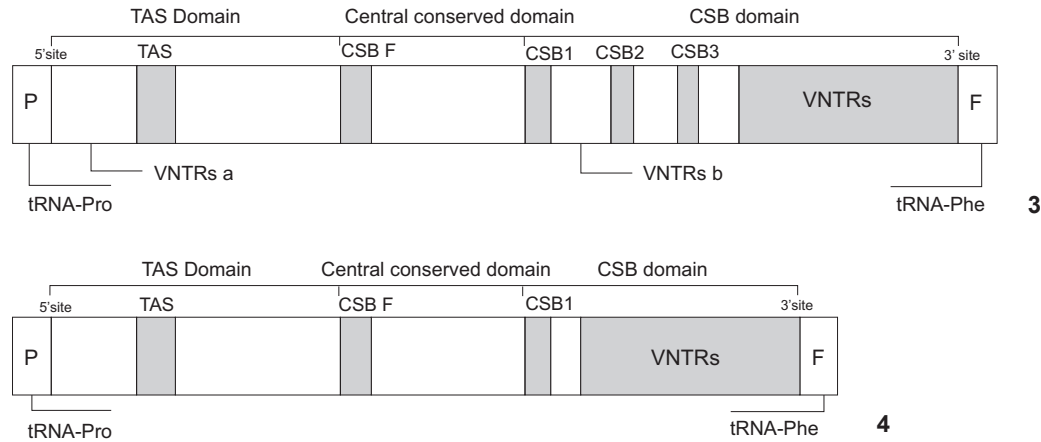 TAS Domain Central conserved domain CSB domain
5'site TAS CSB F CSB1 CSB2 CSB3 3' site
P VNTRs F
VNTRs a VNTRs b
tRNA-Pro tRNA-Phe 3
TAS Domain Central conserved domain CSB domain
5'site TAS CSB F CSB1 3'site
P VNTRs F
tRNA-Pro tRNA-Phe 4